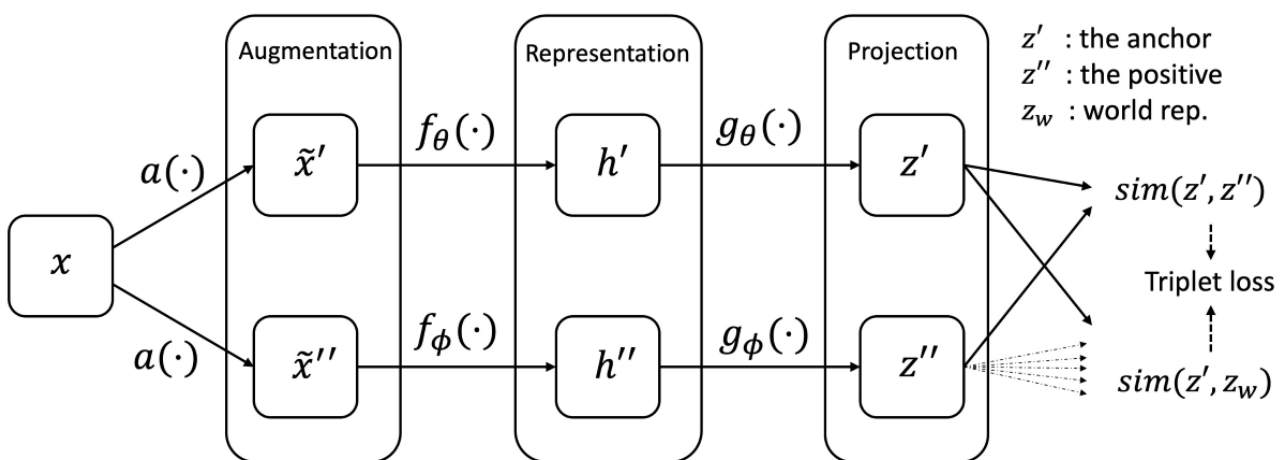 Augmentation
Representation
Projection
z′ : the anchor
z″ : the positive
z_w : world rep.
a(·)
x̃′
f_θ(·)
h′
g_θ(·)
z′
sim(z′, z″)
x
Triplet loss
a(·)
x̃″
f_ϕ(·)
h″
g_ϕ(·)
z″
sim(z′, z_w)